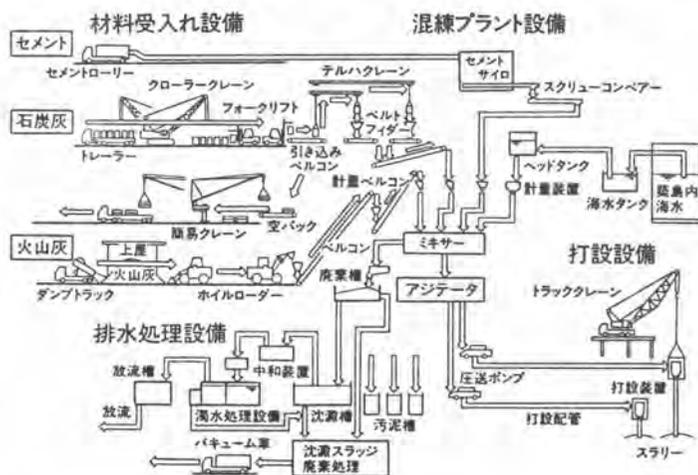 材料受入れ設備
混練プラント設備
セメント
セメントローリー
セメント
サイロ
テルハクレーン
スクリューコンベアー
クローラークレーン
フォークリフト
石炭灰
トレーラー
ベルト
フィダー
引き込み
ベルコン
計量ベルコン
ヘッドタンク
計量装置
海水タンク
築島内
海水
簡易クレーン
空バック
ベルコン
ミキサー
火山灰
上屋
火山灰
ダンプトラック
ホイルローダー
廃棄槽
アジテータ
打設設備
トラッククレーン
排水処理設備
放流槽
中和装置
圧送ポンプ
打設装置
放流
濁水処理設備
沈澱槽
汚泥槽
打設配管
バキューム車
沈澱スラッジ
廃棄処理
スラリー